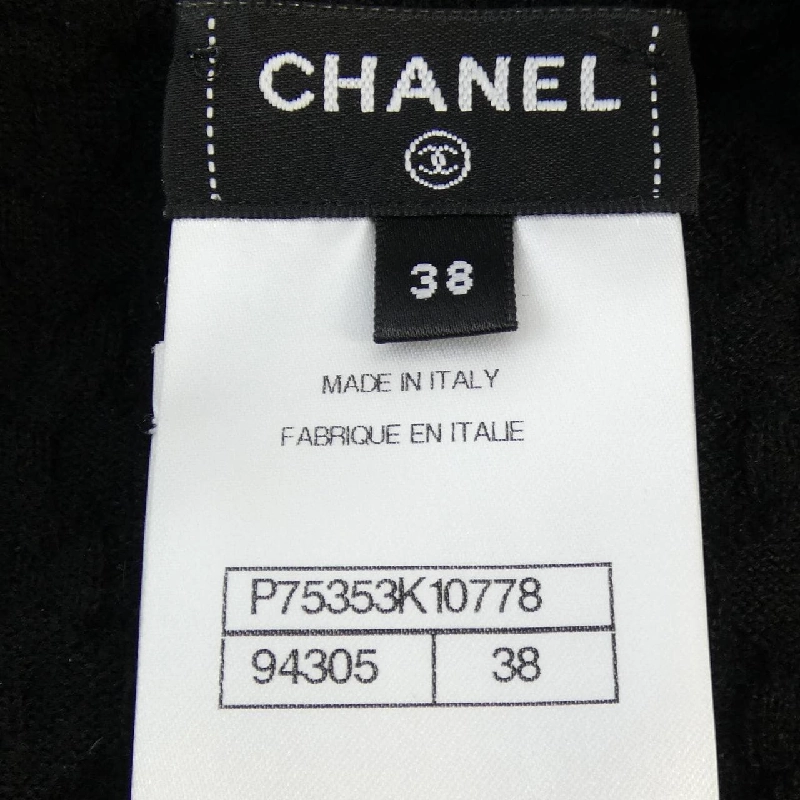 CHANEL
38
MADE IN ITALY
FABRIQUE EN ITALIE
P75353K10778
94305 38